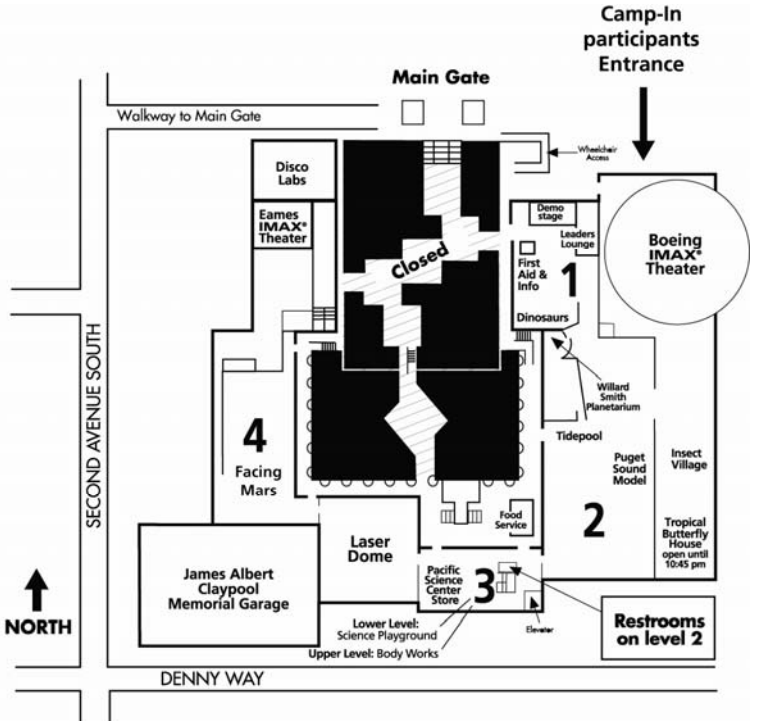 Camp-In
participants
Entrance
Main Gate
Walkway to Main Gate
Wheelchair
Access
Disco
Labs
Eames
IMAX®
Theater
Closed
Demo
stage
Leaders
Lounge
First
Aid &
Info
1
Dinosaurs
Boeing
IMAX®
Theater
Willard
Smith
Planetarium
Tidepool
Puget
Sound
Model
Insect
Village
2
Tropical
Butterfly
House
open until
10:45 pm
4
Facing
Mars
SECOND AVENUE SOUTH
Food
Service
Laser
Dome
James Albert
Claypool
Memorial Garage
Pacific
Science
Center
Store
3
Lower Level:
Science Playground
Upper Level: Body Works
Elevator
Restrooms
on level 2
NORTH
DENNY WAY